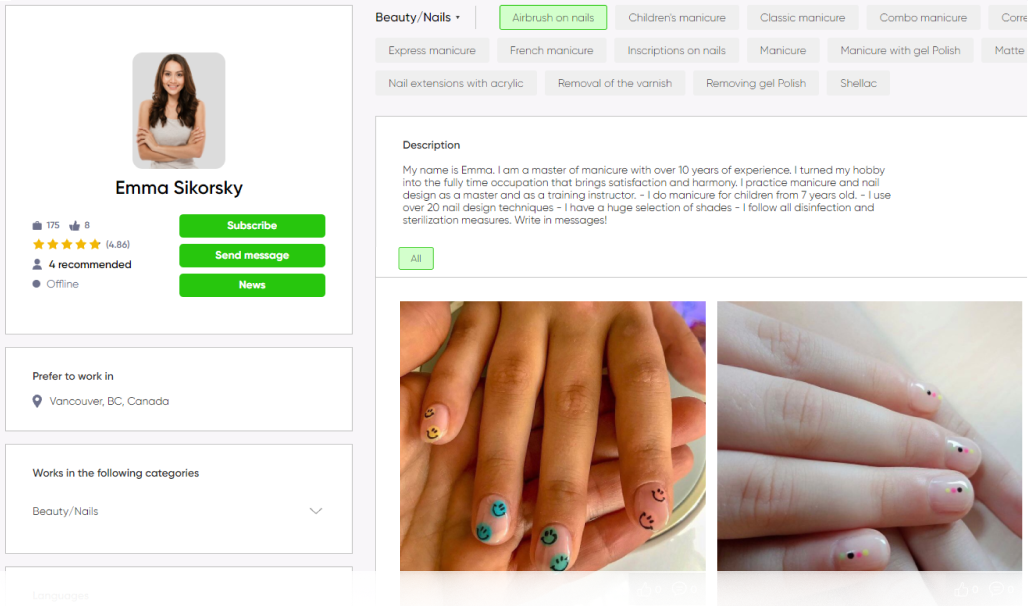 Emma Sikorsky
175 8
(4.86)
4 recommended
Offline
Subscribe
Send message
News
Prefer to work in
Vancouver, BC, Canada
Works in the following categories
Beauty/Nails
Languages
Beauty/Nails
Airbrush on nails
Children's manicure
Classic manicure
Combo manicure
Corre
Express manicure
French manicure
Inscriptions on nails
Manicure
Manicure with gel Polish
Matte
Nail extensions with acrylic
Removal of the varnish
Removing gel Polish
Shellac
Description
My name is Emma. I am a master of manicure with over 10 years of experience. I turned my hobby
into the fully time occupation that brings satisfaction and harmony. I practice manicure and nail
design as a master and as a training instructor. - I do manicure for children from 7 years old. - I use
over 20 nail design techniques - I have a huge selection of shades - I follow all disinfection and
sterilization measures. Write in messages!
All